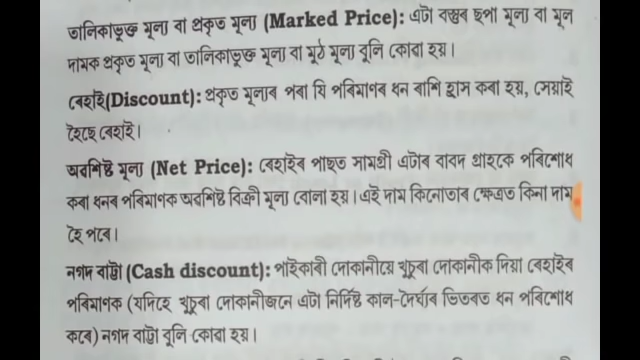 তালিকাভুক্ত মূল্য বা প্ৰকৃত মূল্য (Marked Price): এটা বস্তুৰ ছপা মূল্য বা মূল
দামক প্ৰকৃত মূল্য বা তালিকাভুক্ত মূল্য বা মুঠ মূল্য বুলি কোৱা হয়।
ৰেহাই(Discount): প্ৰকৃত মূল্যৰ পৰা যি পৰিমাণৰ ধন ৰাশি হ্ৰাস কৰা হয়, সেয়াই
হৈছে ৰেহাই।
অৱশিষ্ট মূল্য (Net Price): ৰেহাইৰ পাছত সামগ্ৰী এটাৰ বাবদ গ্ৰাহকে পৰিশোধ
কৰা ধনৰ পৰিমাণক অৱশিষ্ট বিক্ৰী মূল্য বোলা হয়। এই দাম কিনোতাৰ ক্ষেত্ৰত কিনা দাম
হৈ পৰে।
নগদ বাট্টা (Cash discount): পাইকাৰী দোকানীয়ে খুচুৰা দোকানীক দিয়া ৰেহাইৰ
পৰিমাণক (যদিহে খুচুৰা দোকানীজনে এটা নিৰ্দিষ্ট কাল-দৈৰ্ঘ্যৰ ভিতৰত ধন পৰিশোধ
কৰে) নগদ বাট্টা বুলি কোৱা হয়।